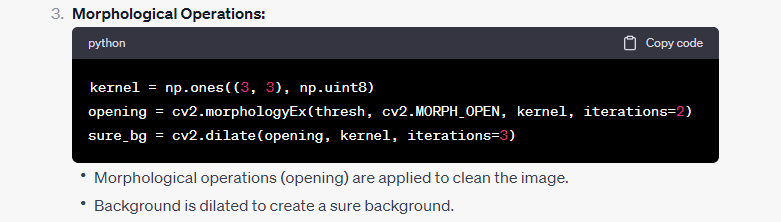 3. Morphological Operations:
python Copy code
kernel = np.ones((3, 3), np.uint8)
opening = cv2.morphologyEx(thresh, cv2.MORPH_OPEN, kernel, iterations=2)
sure_bg = cv2.dilate(opening, kernel, iterations=3)
• Morphological operations (opening) are applied to clean the image.
• Background is dilated to create a sure background.